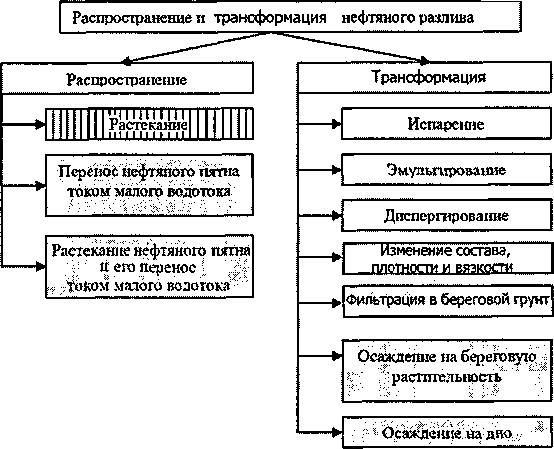 Распространение и трансформация нефтяного разлива
Распространение
Растекание
Перенос нефтяного пятна
током малого водотока
Растекание нефтяного пятна
и его перенос
током малого водотока
Трансформация
Испарение
Эмульгирование
Диспергирование
Изменение состава,
плотности и вязкости
Фильтрация в береговой грунт
Осаждение на береговую
растительность
Осаждение на дно